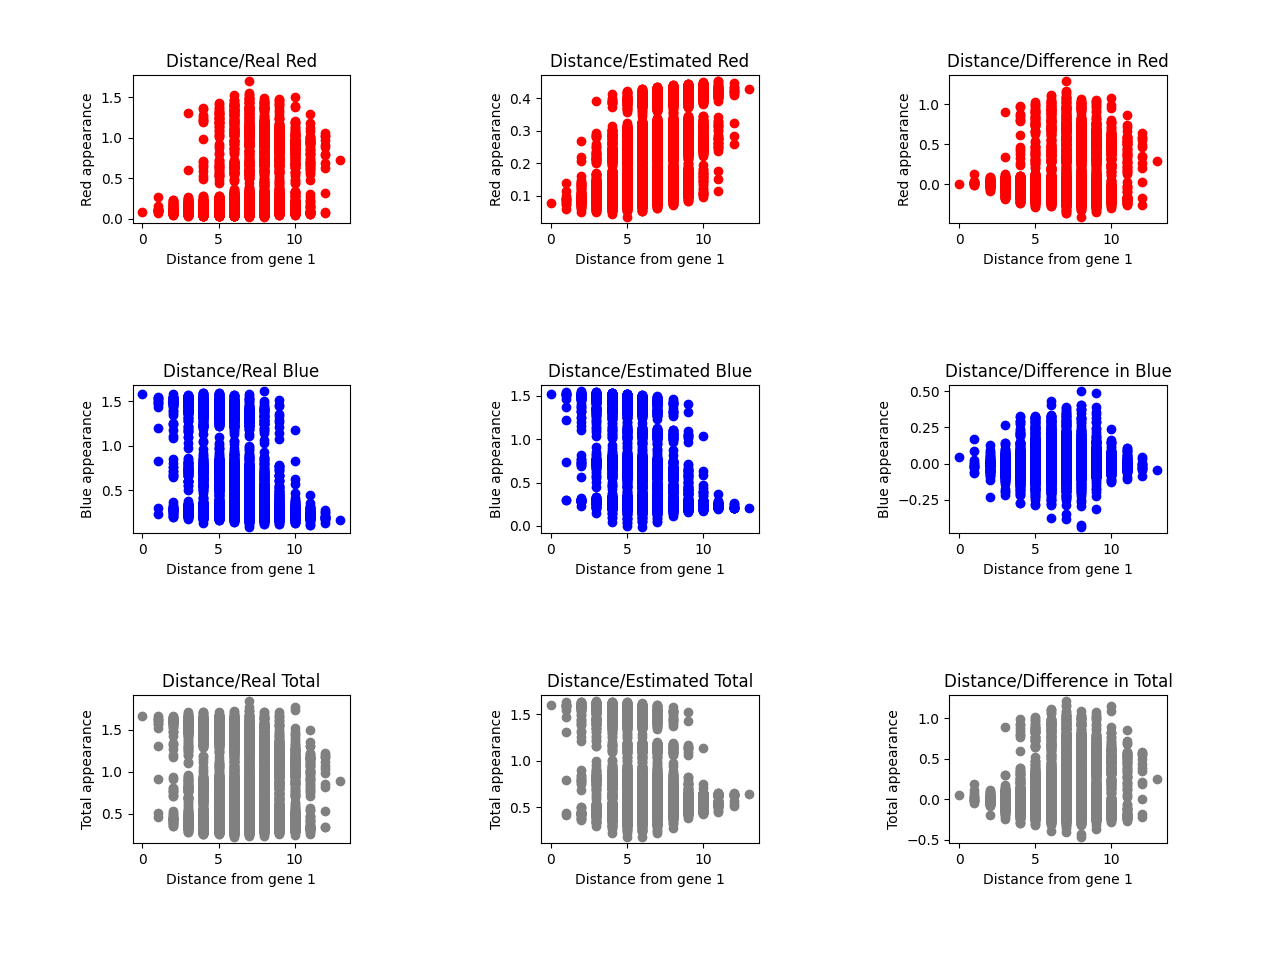 Distance/Real Red
Red appearance
1.5
1.0
0.5
0.0
0 5 10
Distance from gene 1
Distance/Estimated Red
Red appearance
0.4
0.3
0.2
0.1
0 5 10
Distance from gene 1
Distance/Difference in Red
Red appearance
1.0
0.5
0.0
0 5 10
Distance from gene 1
Distance/Real Blue
Blue appearance
1.5
1.0
0.5
0 5 10
Distance from gene 1
Distance/Estimated Blue
Blue appearance
1.5
1.0
0.5
0.0
0 5 10
Distance from gene 1
Distance/Difference in Blue
Blue appearance
0.50
0.25
0.00
−0.25
0 5 10
Distance from gene 1
Distance/Real Total
Total appearance
1.5
1.0
0.5
0 5 10
Distance from gene 1
Distance/Estimated Total
Total appearance
1.5
1.0
0.5
0 5 10
Distance from gene 1
Distance/Difference in Total
Total appearance
1.0
0.5
0.0
−0.5
0 5 10
Distance from gene 1